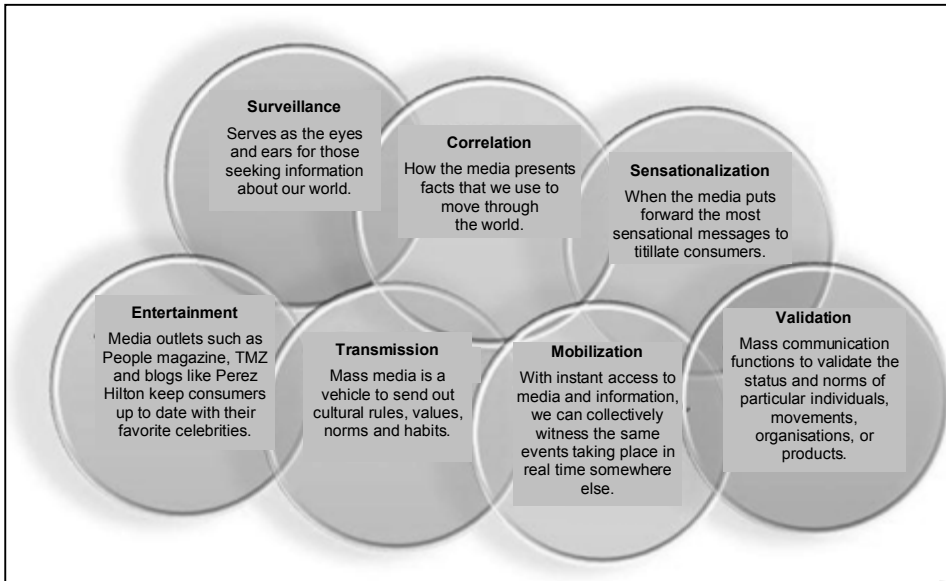 Surveillance
Serves as the eyes
and ears for those
seeking information
about our world.
Correlation
How the media presents
facts that we use to
move through
the world.
Sensationalization
When the media puts
forward the most
sensational messages to
titillate consumers.
Entertainment
Media outlets such as
People magazine, TMZ
and blogs like Perez
Hilton keep consumers
up to date with their
favorite celebrities.
Transmission
Mass media is a
vehicle to send out
cultural rules, values,
norms and habits.
Mobilization
With instant access to
media and information,
we can collectively
witness the same
events taking place in
real time somewhere
else.
Validation
Mass communication
functions to validate the
status and norms of
particular individuals,
movements,
organisations, or
products.